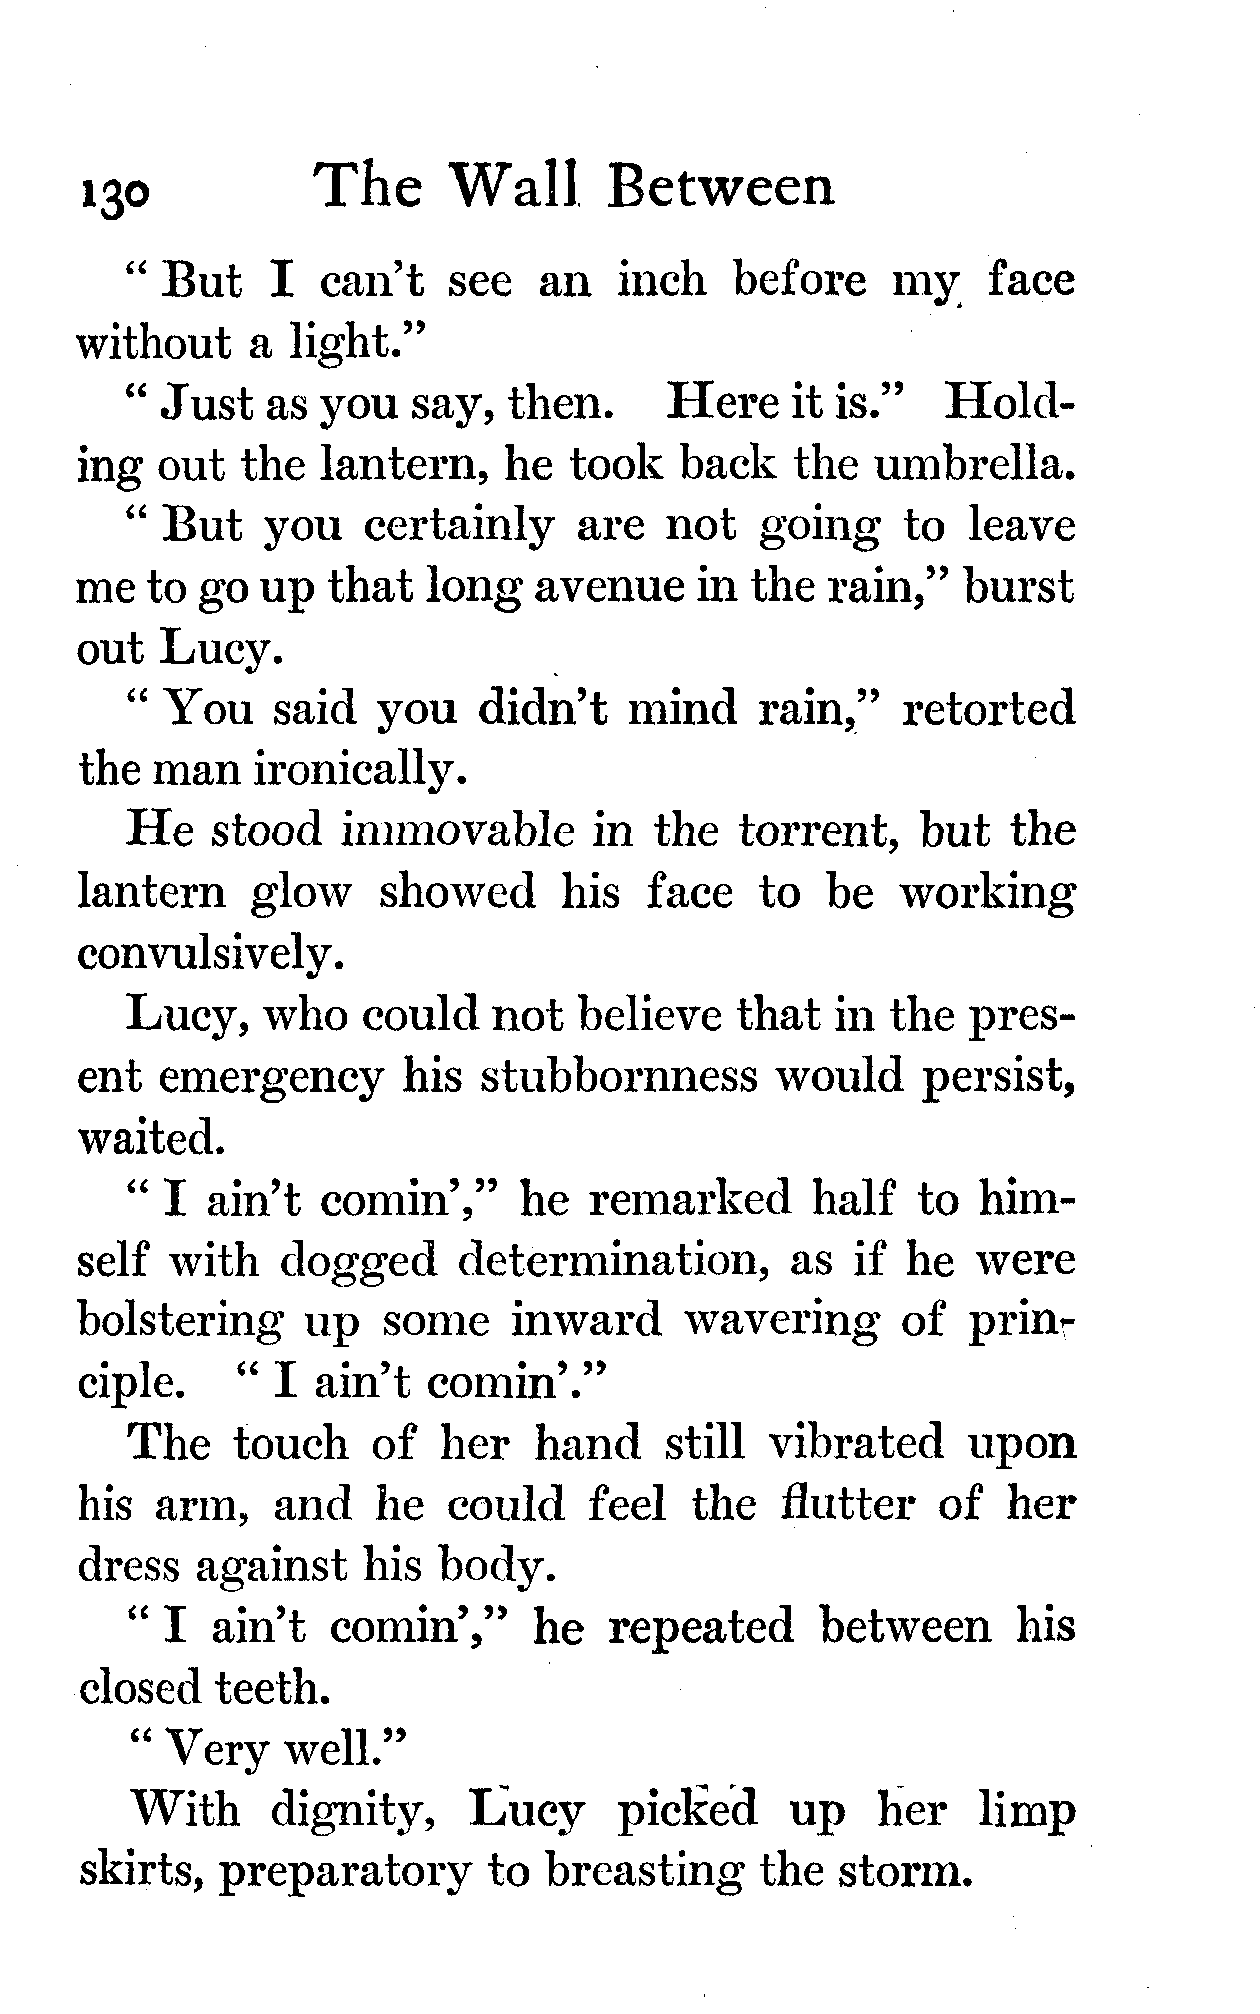 130 The Wall Between
" But I can't see an inch before my face
without a light."
" Just as you say, then. Here it is." Hold-
ing out the lantern, he took back the umbrella.
" But you certainly are not going to leave
me to go up that long avenue in the rain," burst
out Lucy.
" You said you didn't mind rain," retorted
the man ironically.
He stood immovable in the torrent, but the
lantern glow showed his face to be working
convulsively.
Lucy, who could not believe that in the pres-
ent emergency his stubbornness would persist,
waited.
" I ain't comin'," he remarked half to him-
self with dogged determination, as if he were
bolstering up some inward wavering of prin-
ciple. " I ain't comin'."
The touch of her hand still vibrated upon
his arm, and he could feel the flutter of her
dress against his body.
" I ain't comin'," he repeated between his
closed teeth.
" Very well."
With dignity, Lucy picked up her limp
skirts, preparatory to breasting the storm.